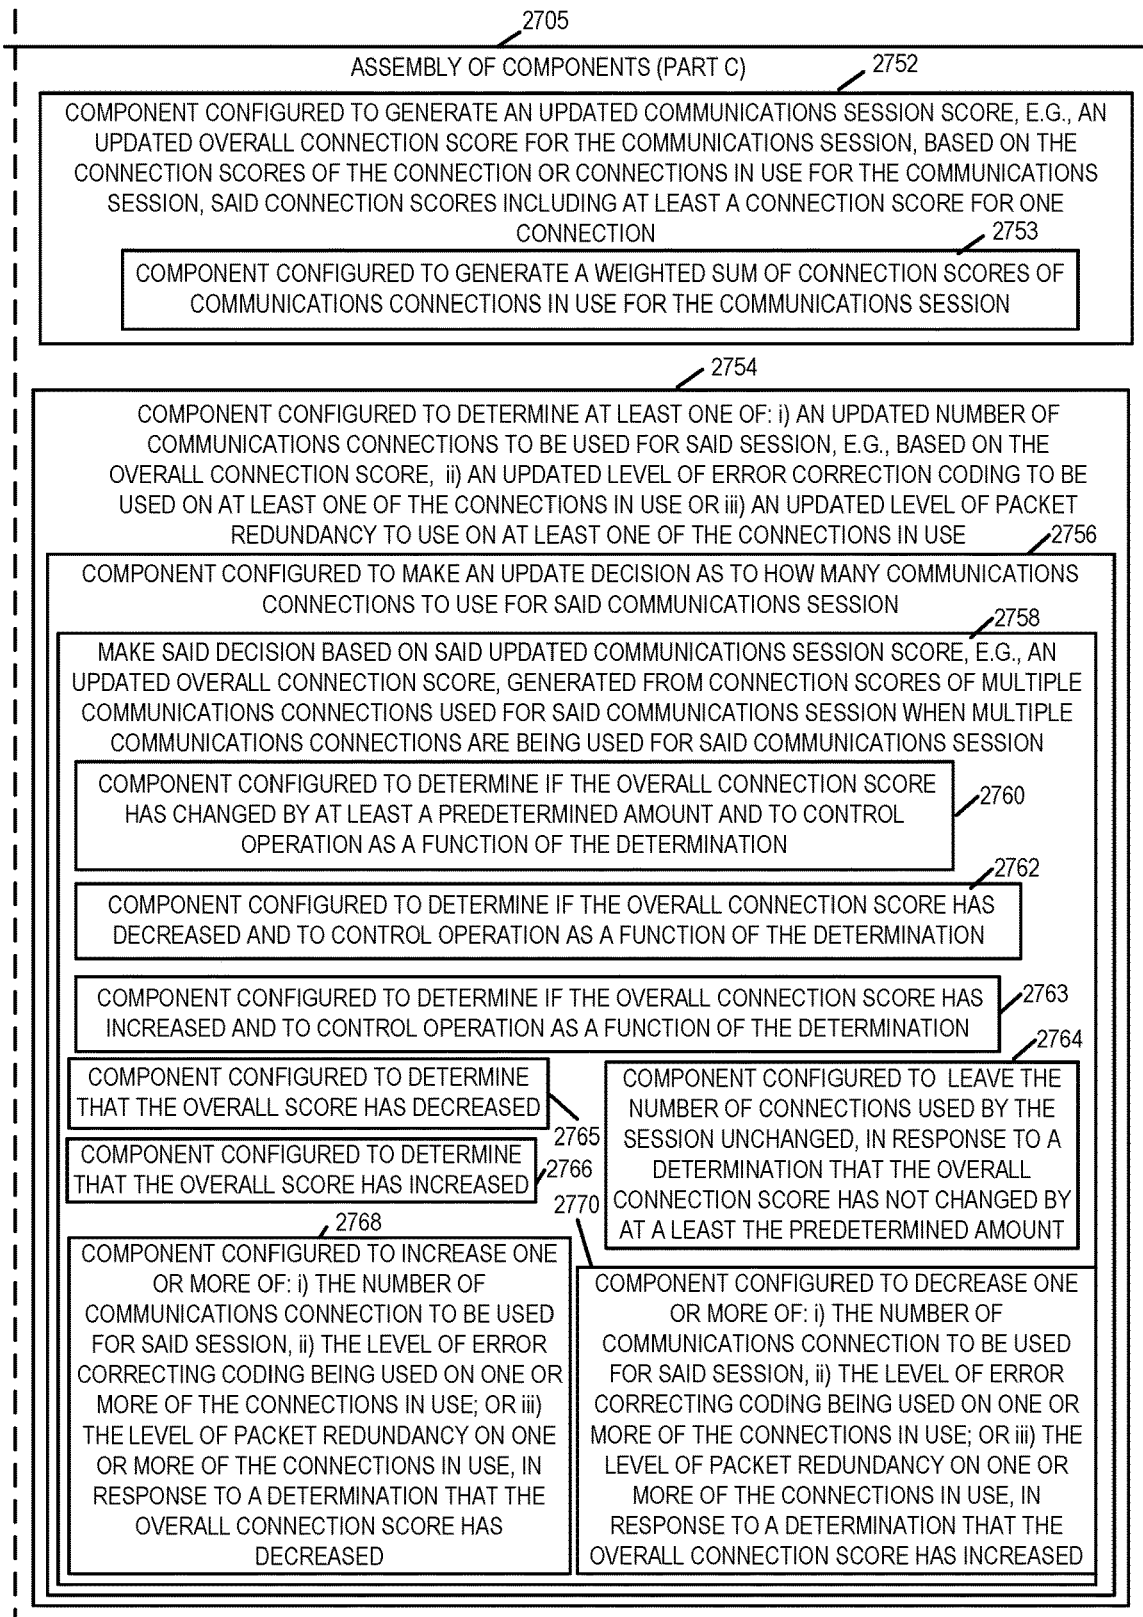 2705
ASSEMBLY OF COMPONENTS (PART C)
2752
COMPONENT CONFIGURED TO GENERATE AN UPDATED COMMUNICATIONS SESSION SCORE, E.G., AN
UPDATED OVERALL CONNECTION SCORE FOR THE COMMUNICATIONS SESSION, BASED ON THE
CONNECTION SCORES OF THE CONNECTION OR CONNECTIONS IN USE FOR THE COMMUNICATIONS
SESSION, SAID CONNECTION SCORES INCLUDING AT LEAST A CONNECTION SCORE FOR ONE
CONNECTION
2753
COMPONENT CONFIGURED TO GENERATE A WEIGHTED SUM OF CONNECTION SCORES OF
COMMUNICATIONS CONNECTIONS IN USE FOR THE COMMUNICATIONS SESSION
2754
COMPONENT CONFIGURED TO DETERMINE AT LEAST ONE OF: i) AN UPDATED NUMBER OF
COMMUNICATIONS CONNECTIONS TO BE USED FOR SAID SESSION, E.G., BASED ON THE
OVERALL CONNECTION SCORE, ii) AN UPDATED LEVEL OF ERROR CORRECTION CODING TO BE
USED ON AT LEAST ONE OF THE CONNECTIONS IN USE OR iii) AN UPDATED LEVEL OF PACKET
REDUNDANCY TO USE ON AT LEAST ONE OF THE CONNECTIONS IN USE
2756
COMPONENT CONFIGURED TO MAKE AN UPDATE DECISION AS TO HOW MANY COMMUNICATIONS
CONNECTIONS TO USE FOR SAID COMMUNICATIONS SESSION
2758
MAKE SAID DECISION BASED ON SAID UPDATED COMMUNICATIONS SESSION SCORE, E.G., AN
UPDATED OVERALL CONNECTION SCORE, GENERATED FROM CONNECTION SCORES OF MULTIPLE
COMMUNICATIONS CONNECTIONS USED FOR SAID COMMUNICATIONS SESSION WHEN MULTIPLE
COMMUNICATIONS CONNECTIONS ARE BEING USED FOR SAID COMMUNICATIONS SESSION
COMPONENT CONFIGURED TO DETERMINE IF THE OVERALL CONNECTION SCORE
HAS CHANGED BY AT LEAST A PREDETERMINED AMOUNT AND TO CONTROL
OPERATION AS A FUNCTION OF THE DETERMINATION
2760
2762
COMPONENT CONFIGURED TO DETERMINE IF THE OVERALL CONNECTION SCORE HAS
DECREASED AND TO CONTROL OPERATION AS A FUNCTION OF THE DETERMINATION
COMPONENT CONFIGURED TO DETERMINE IF THE OVERALL CONNECTION SCORE HAS
INCREASED AND TO CONTROL OPERATION AS A FUNCTION OF THE DETERMINATION
2763
COMPONENT CONFIGURED TO DETERMINE
THAT THE OVERALL SCORE HAS DECREASED
2765
COMPONENT CONFIGURED TO DETERMINE
THAT THE OVERALL SCORE HAS INCREASED
2766
2764
COMPONENT CONFIGURED TO LEAVE THE
NUMBER OF CONNECTIONS USED BY THE
SESSION UNCHANGED, IN RESPONSE TO A
DETERMINATION THAT THE OVERALL
CONNECTION SCORE HAS NOT CHANGED BY
AT A LEAST THE PREDETERMINED AMOUNT
2768
COMPONENT CONFIGURED TO INCREASE ONE
OR MORE OF: i) THE NUMBER OF
COMMUNICATIONS CONNECTION TO BE USED
FOR SAID SESSION, ii) THE LEVEL OF ERROR
CORRECTING CODING BEING USED ON ONE OR
MORE OF THE CONNECTIONS IN USE; OR iii)
THE LEVEL OF PACKET REDUNDANCY ON ONE
OR MORE OF THE CONNECTIONS IN USE, IN
RESPONSE TO A DETERMINATION THAT THE
OVERALL CONNECTION SCORE HAS
DECREASED
2770
COMPONENT CONFIGURED TO DECREASE ONE
OR MORE OF: i) THE NUMBER OF
COMMUNICATIONS CONNECTION TO BE USED
FOR SAID SESSION, ii) THE LEVEL OF ERROR
CORRECTING CODING BEING USED ON ONE OR
MORE OF THE CONNECTIONS IN USE; OR iii) THE
LEVEL OF PACKET REDUNDANCY ON ONE OR
MORE OF THE CONNECTIONS IN USE, IN
RESPONSE TO A DETERMINATION THAT THE
OVERALL CONNECTION SCORE HAS INCREASED